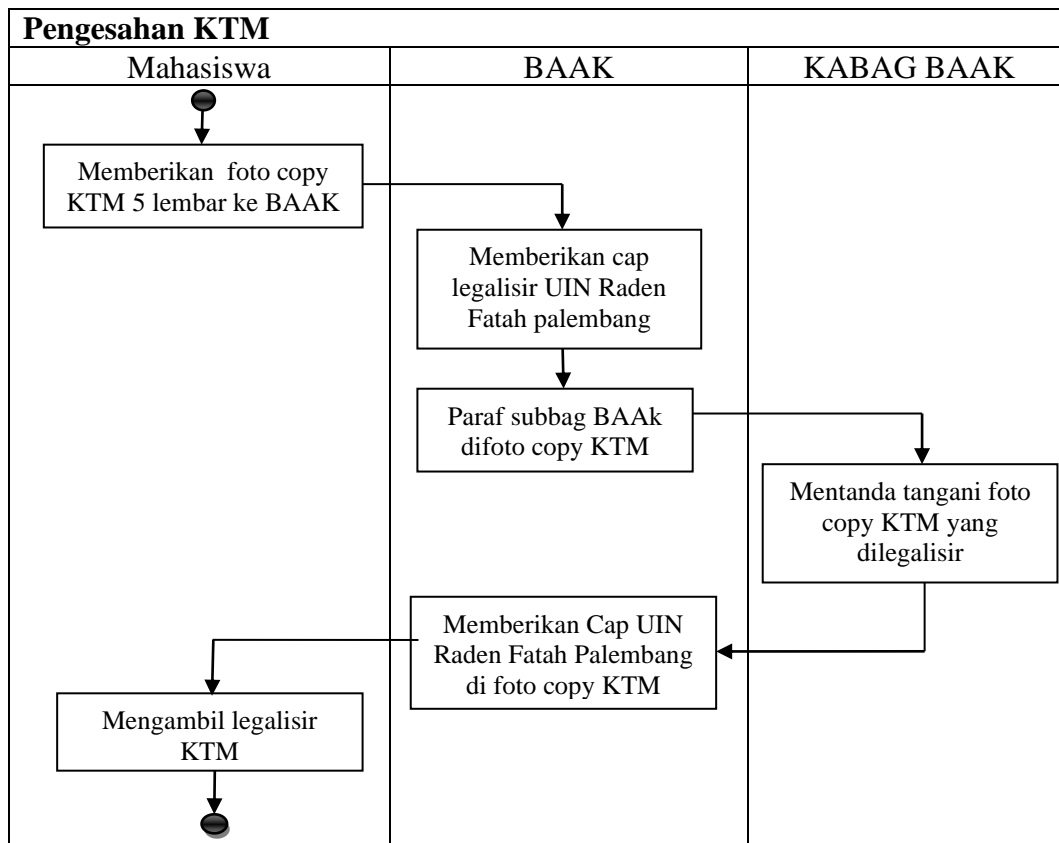 Pengesahan KTM
Mahasiswa
BAAK
KABAG BAAK
Memberikan foto copy
KTM 5 lembar ke BAAK
Memberikan cap
legalisir UIN Raden
Fatah palembang
Paraf subbag BAAk
difoto copy KTM
Mentanda tangani foto
copy KTM yang
dilegalisir
Memberikan Cap UIN
Raden Fatah Palembang
di foto copy KTM
Mengambil legalisir
KTM